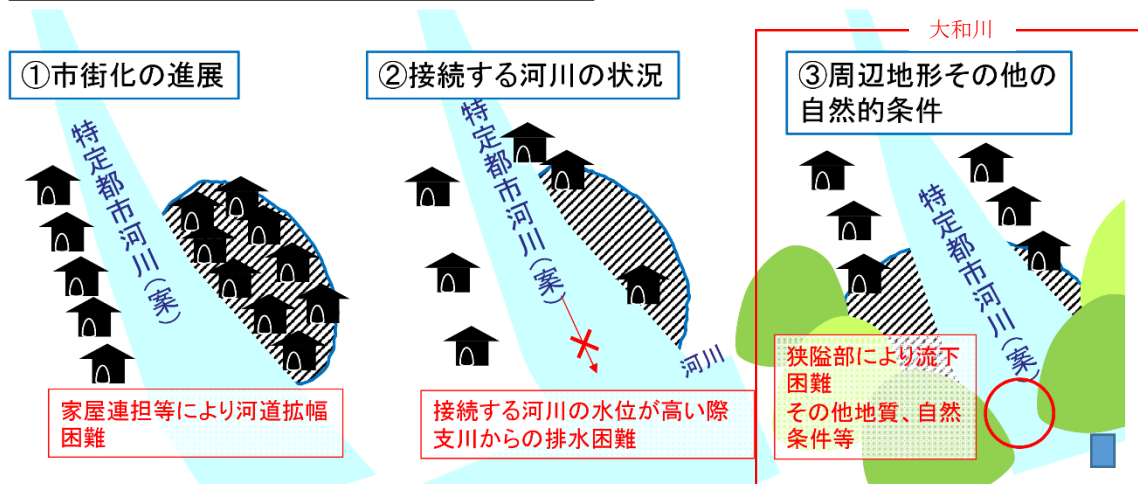 大和川
①市街化の進展
②接続する河川の状況
③周辺地形その他の
自然的条件
特定都市河川(案)
特定都市河川(案)
特定都市河川(案)
河川
家屋連担等により河道拡幅
困難
接続する河川の水位が高い際
支川からの排水困難
狭隘部により流下
困難
その他地質、自然
条件等